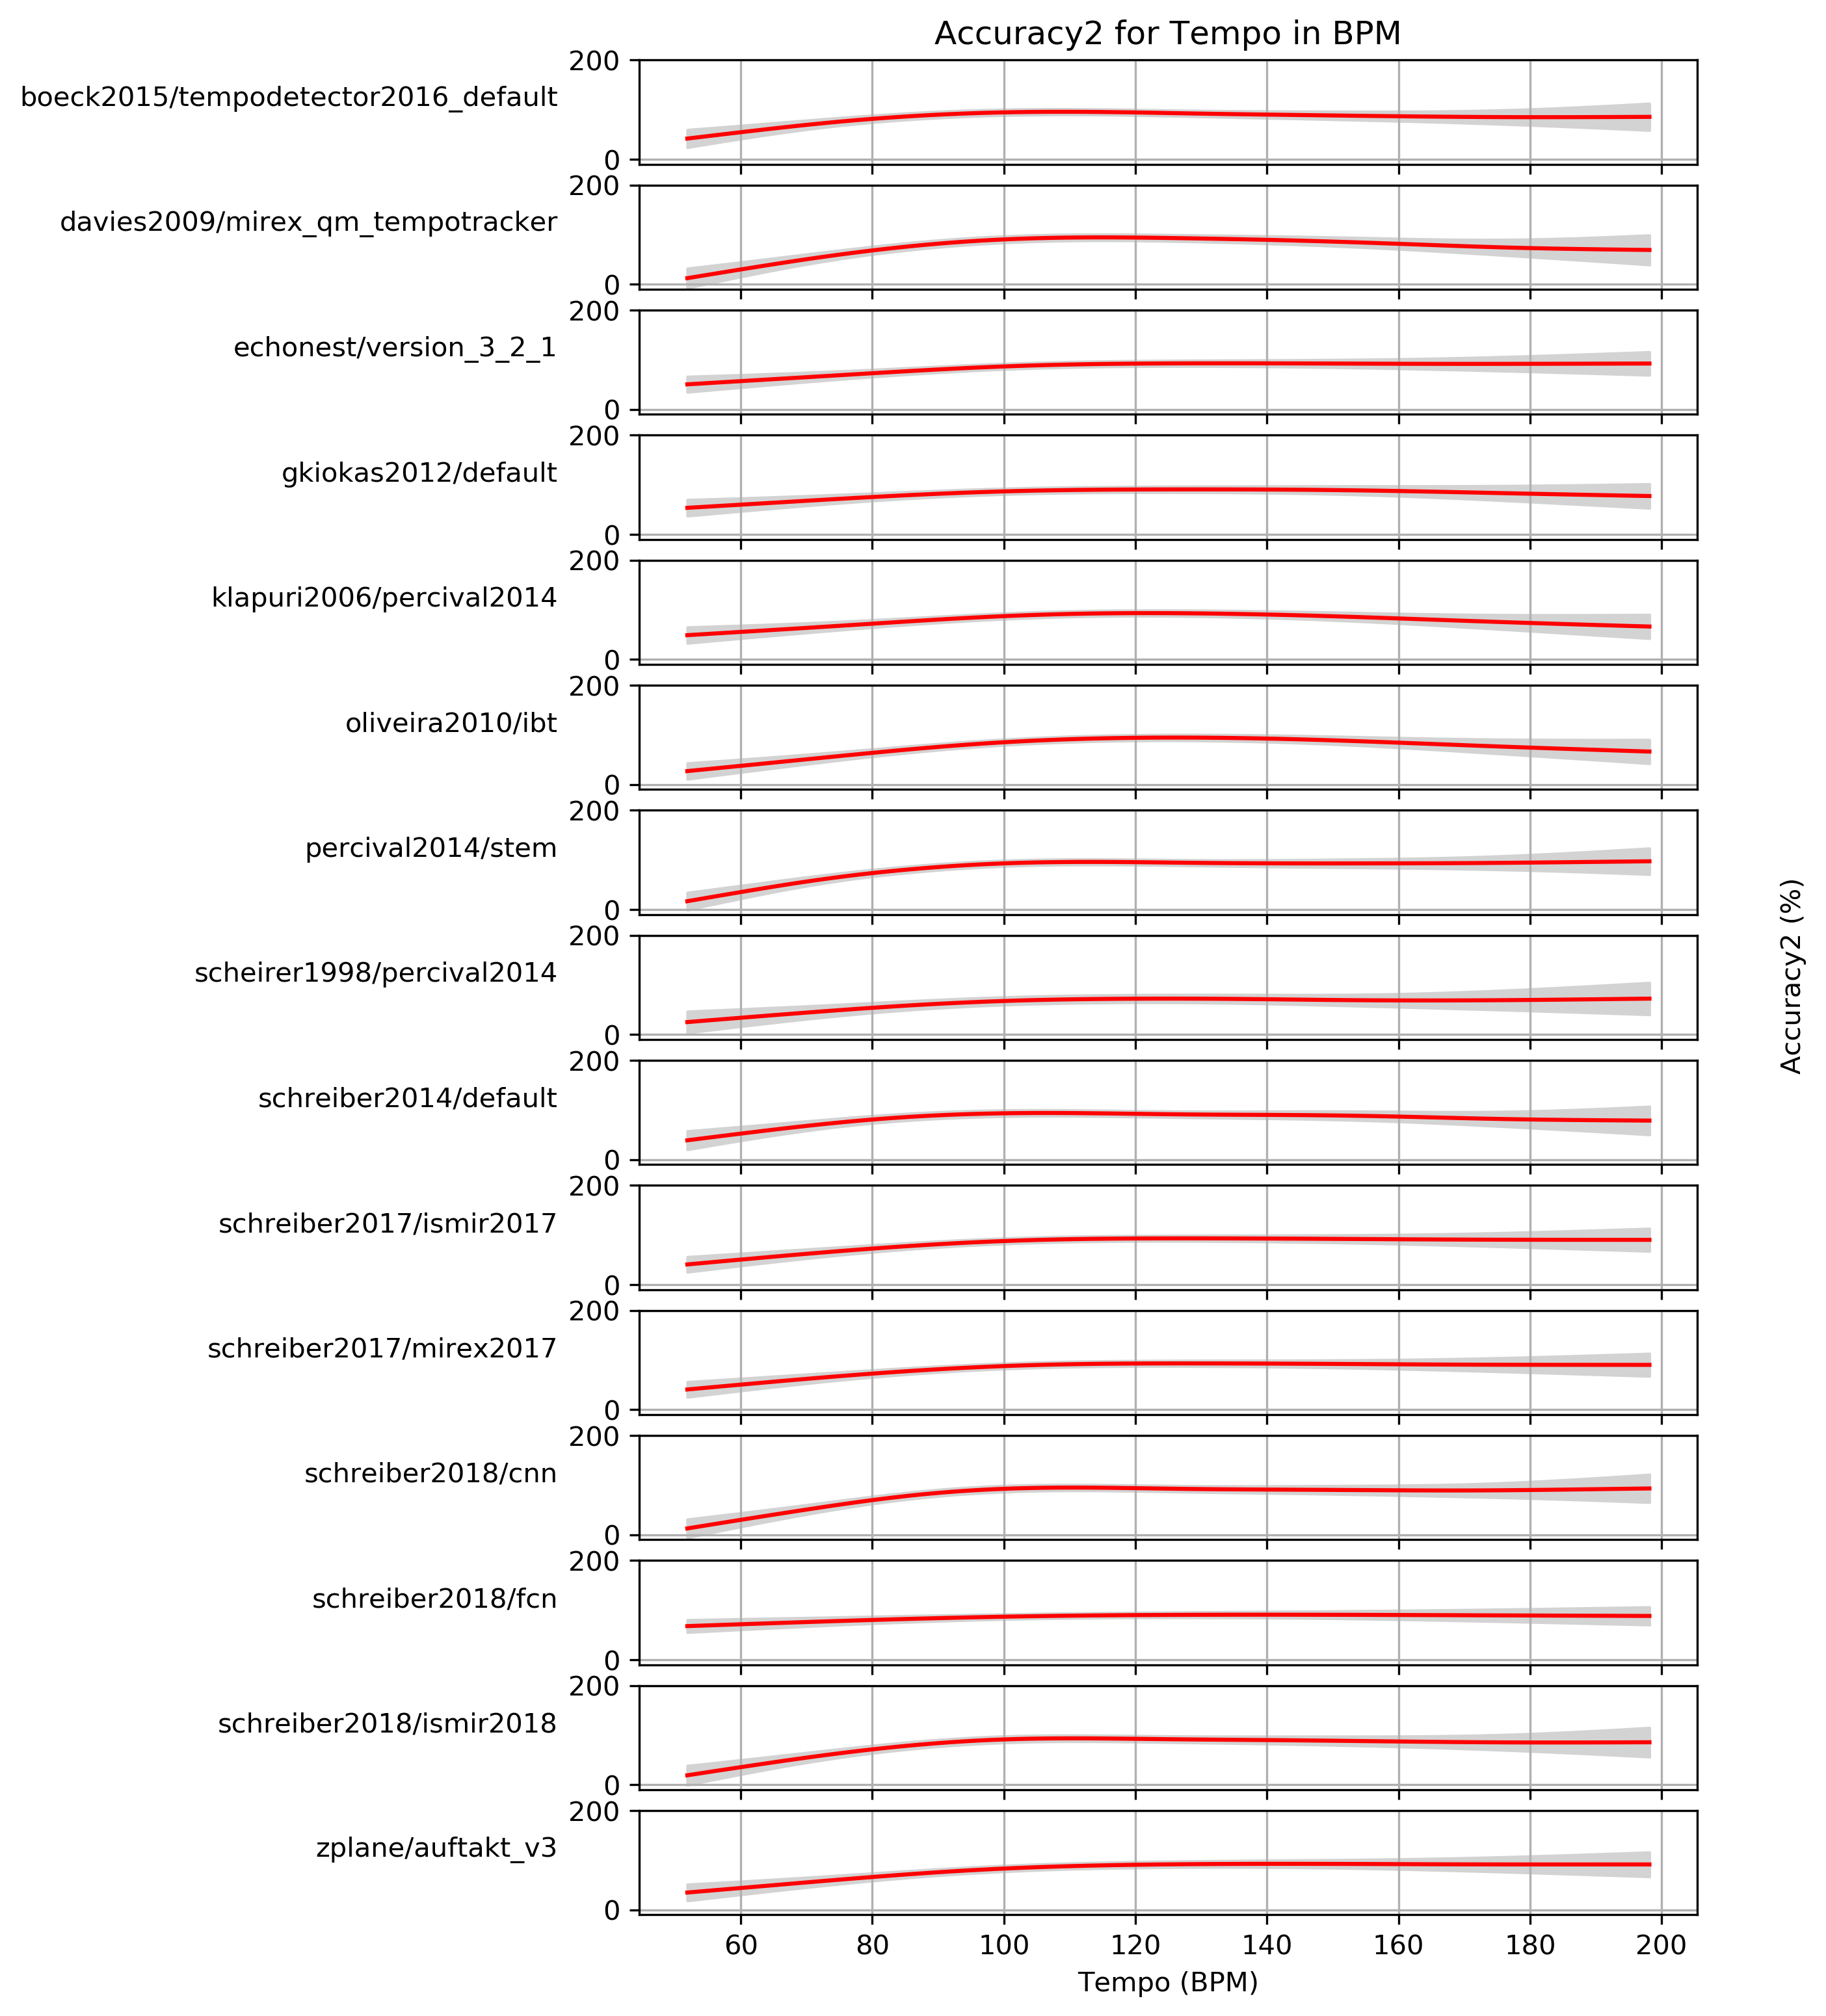 Accuracy2 for Tempo in BPM
200
boeck2015/tempodetector2016_default
0
200
davies2009/mirex_qm_tempotracker
0
200
echonest/version_3_2_1
0
200
gkiokas2012/default
0
200
klapuri2006/percival2014
0
200
oliveira2010/ibt
0
200
percival2014/stem
0
200
scheirer1998/percival2014
0
200
schreiber2014/default
0
200
schreiber2017/ismir2017
0
200
schreiber2017/mirex2017
0
200
schreiber2018/cnn
0
200
schreiber2018/fcn
0
200
schreiber2018/ismir2018
0
200
zplane/auftakt_v3
0
60 80 100 120 140 160 180 200
Tempo (BPM)
Accuracy2 (%)